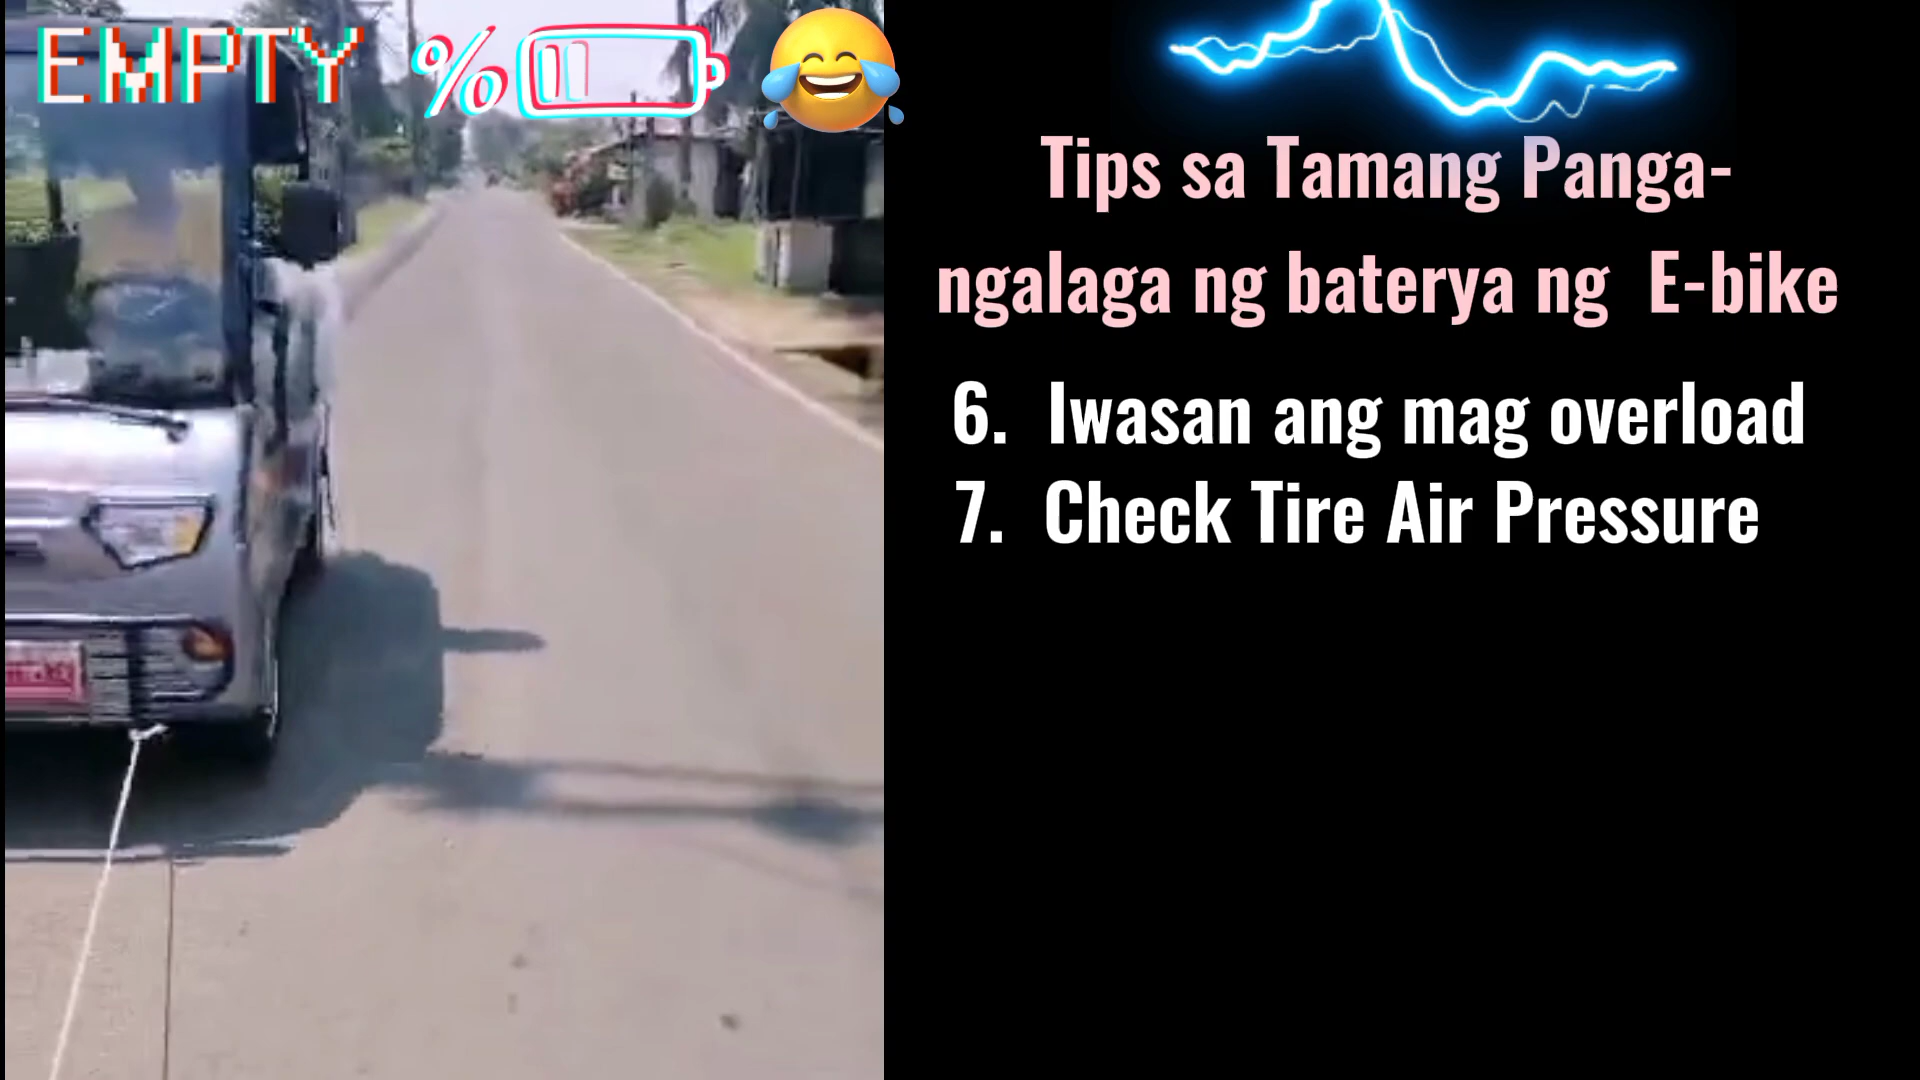 EMPTY %
Tips sa Tamang Panga-
ngalaga ng baterya ng E-bike
6. Iwasan ang mag overload
7. Check Tire Air Pressure